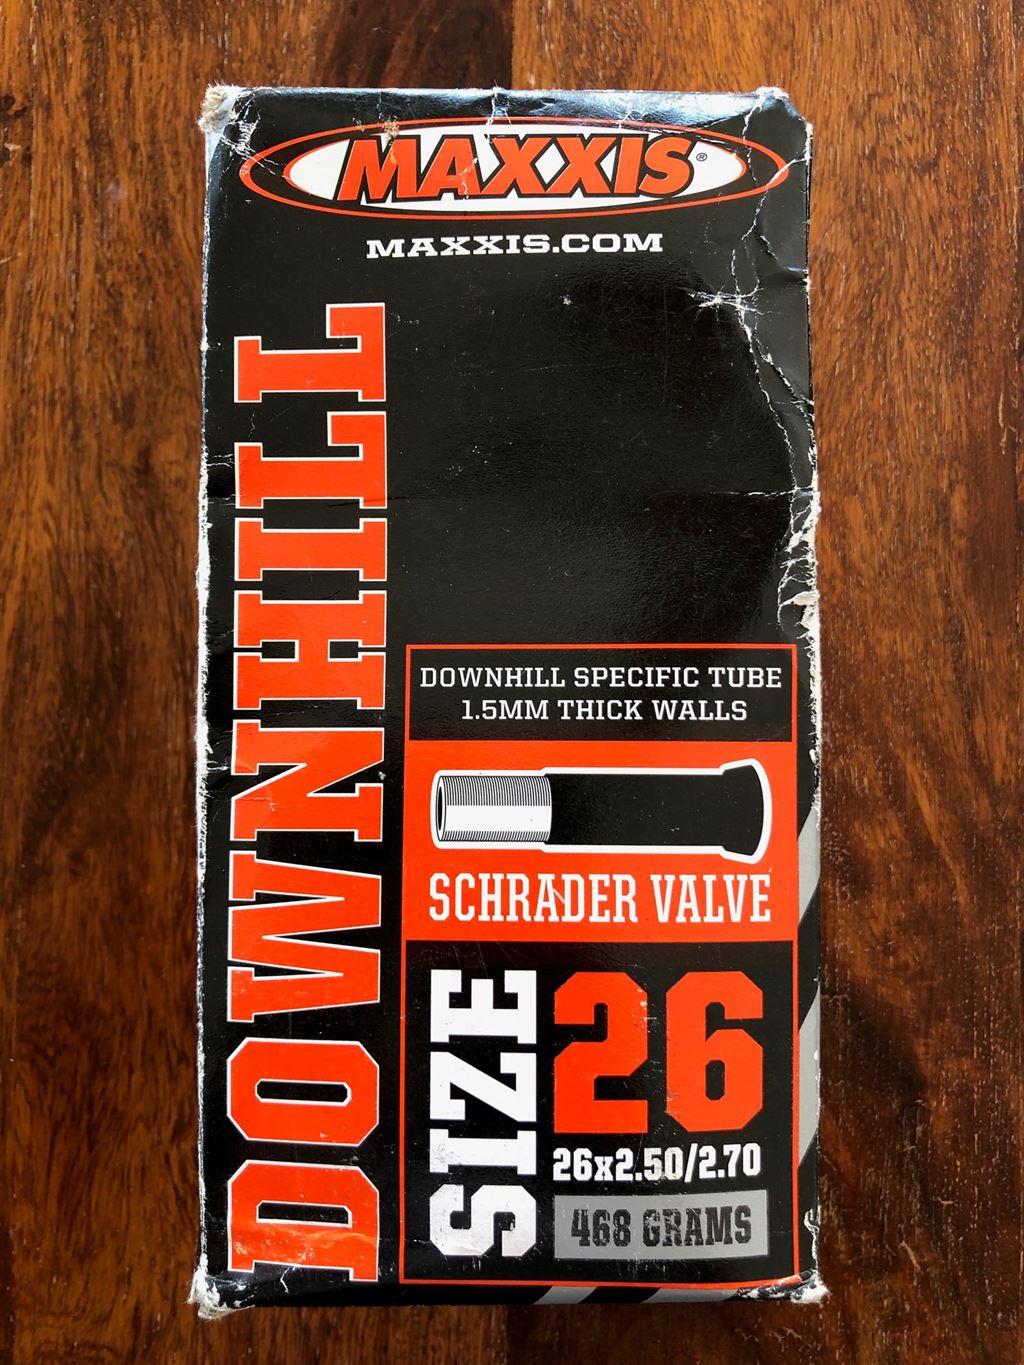 MAXXIS®
MAXXIS.COM
DOWNHILL
DOWNHILL SPECIFIC TUBE
1.5MM THICK WALLS
SCHRADER VALVE
SIZE
26
26x2.50/2.70
468 GRAMS